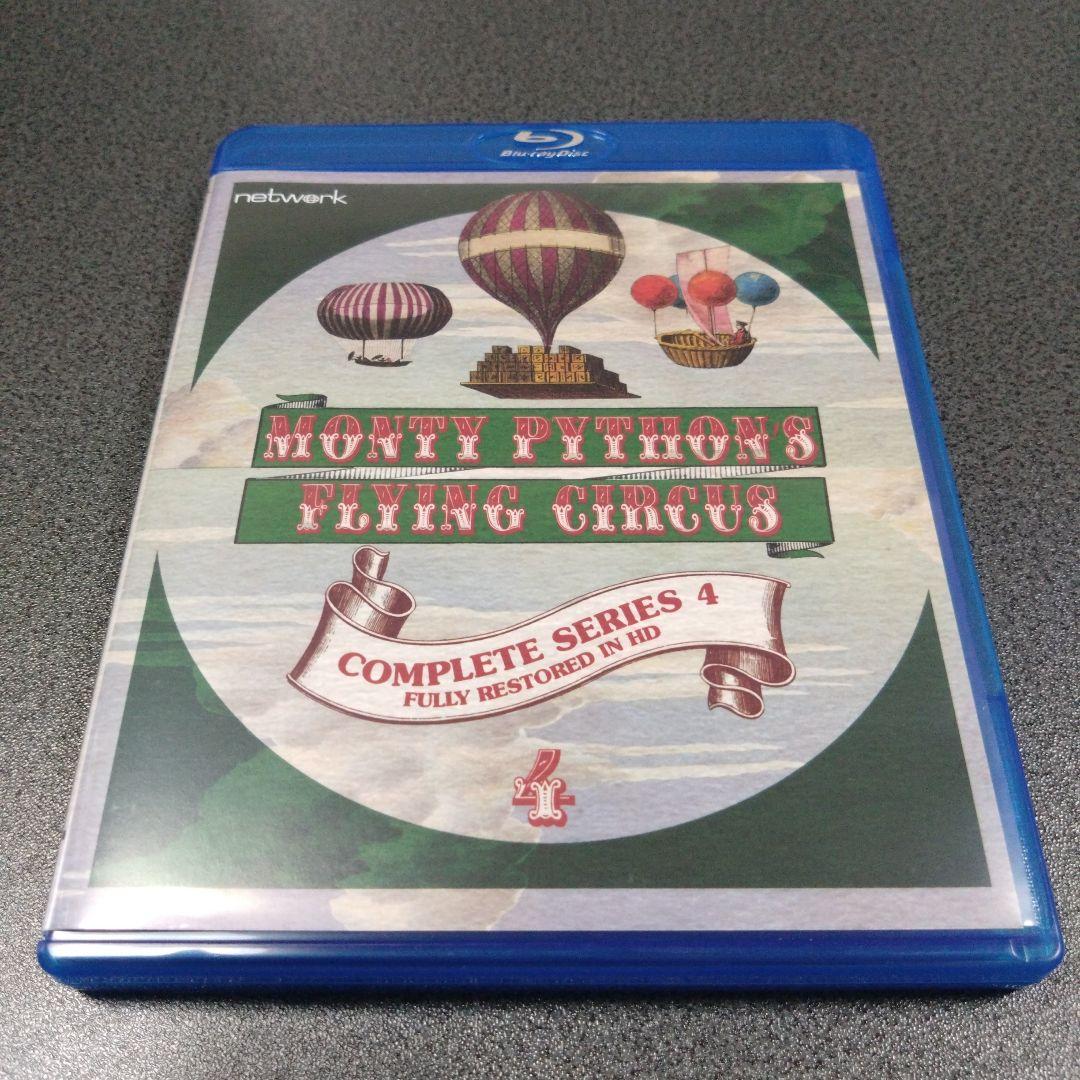 Blu-ray Disc
network
MONTY PYTHON'S
FLYING CIRCUS
COMPLETE SERIES 4
FULLY RESTORED IN HD
4